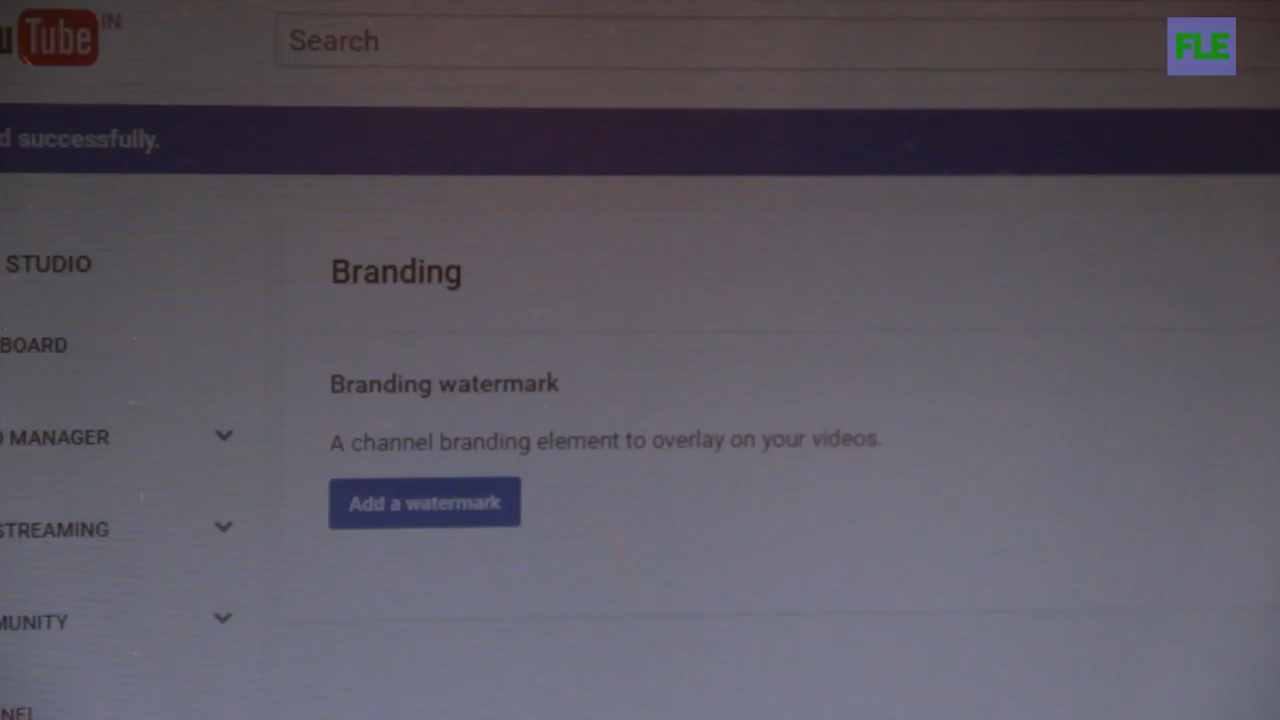 u Tube IN
Search
FLE
d successfully.
STUDIO
Branding
BOARD
Branding watermark
MANAGER
A channel branding element to overlay on your videos.
Add a watermark
STREAMING
MUNITY
NEL